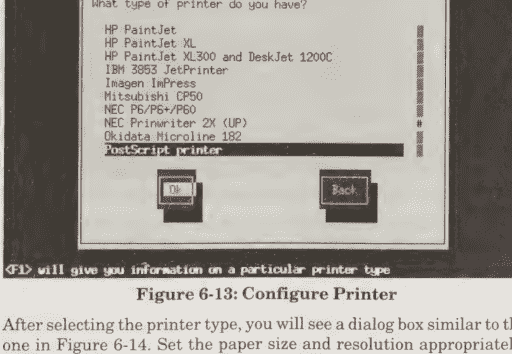 What type of printer do you have?
HP PaintJet
HP PaintJet XL
HP PaintJet XL300 and DeskJet 1200C
IBM 3853 JetPrinter
Imagen ImPress
Mitsubishi CP50
NEC P6/P6+/P60
NEC Prinwriter 2X (UP)
Okidata Microline 182
PostScript printer
#
Ok
Back
<F1> will give you information on a particular printer type
Figure 6-13: Configure Printer
After selecting the printer type, you will see a dialog box similar to th
one in Figure 6-14. Set the paper size and resolution appropriatel